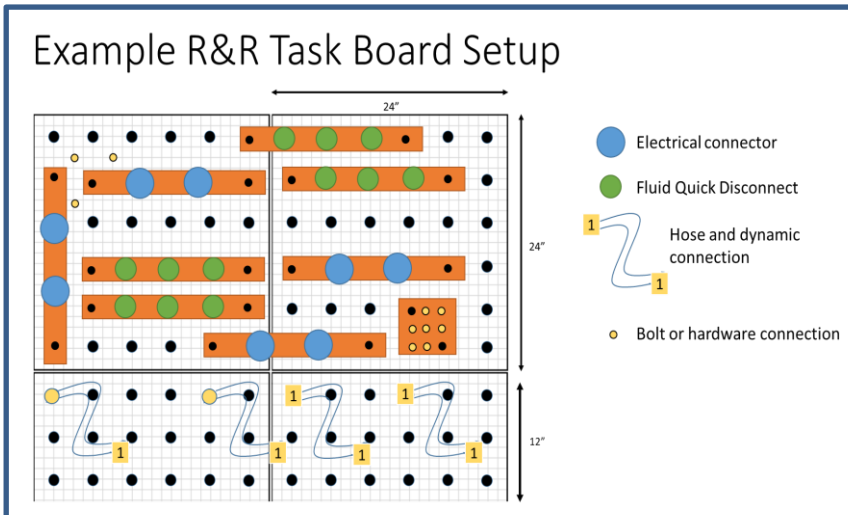 Example R&R Task Board Setup
24"
24"
12"
Electrical connector
Fluid Quick Disconnect
1
Hose and dynamic
connection
1
Bolt or hardware connection
1
1
1
1
1
1